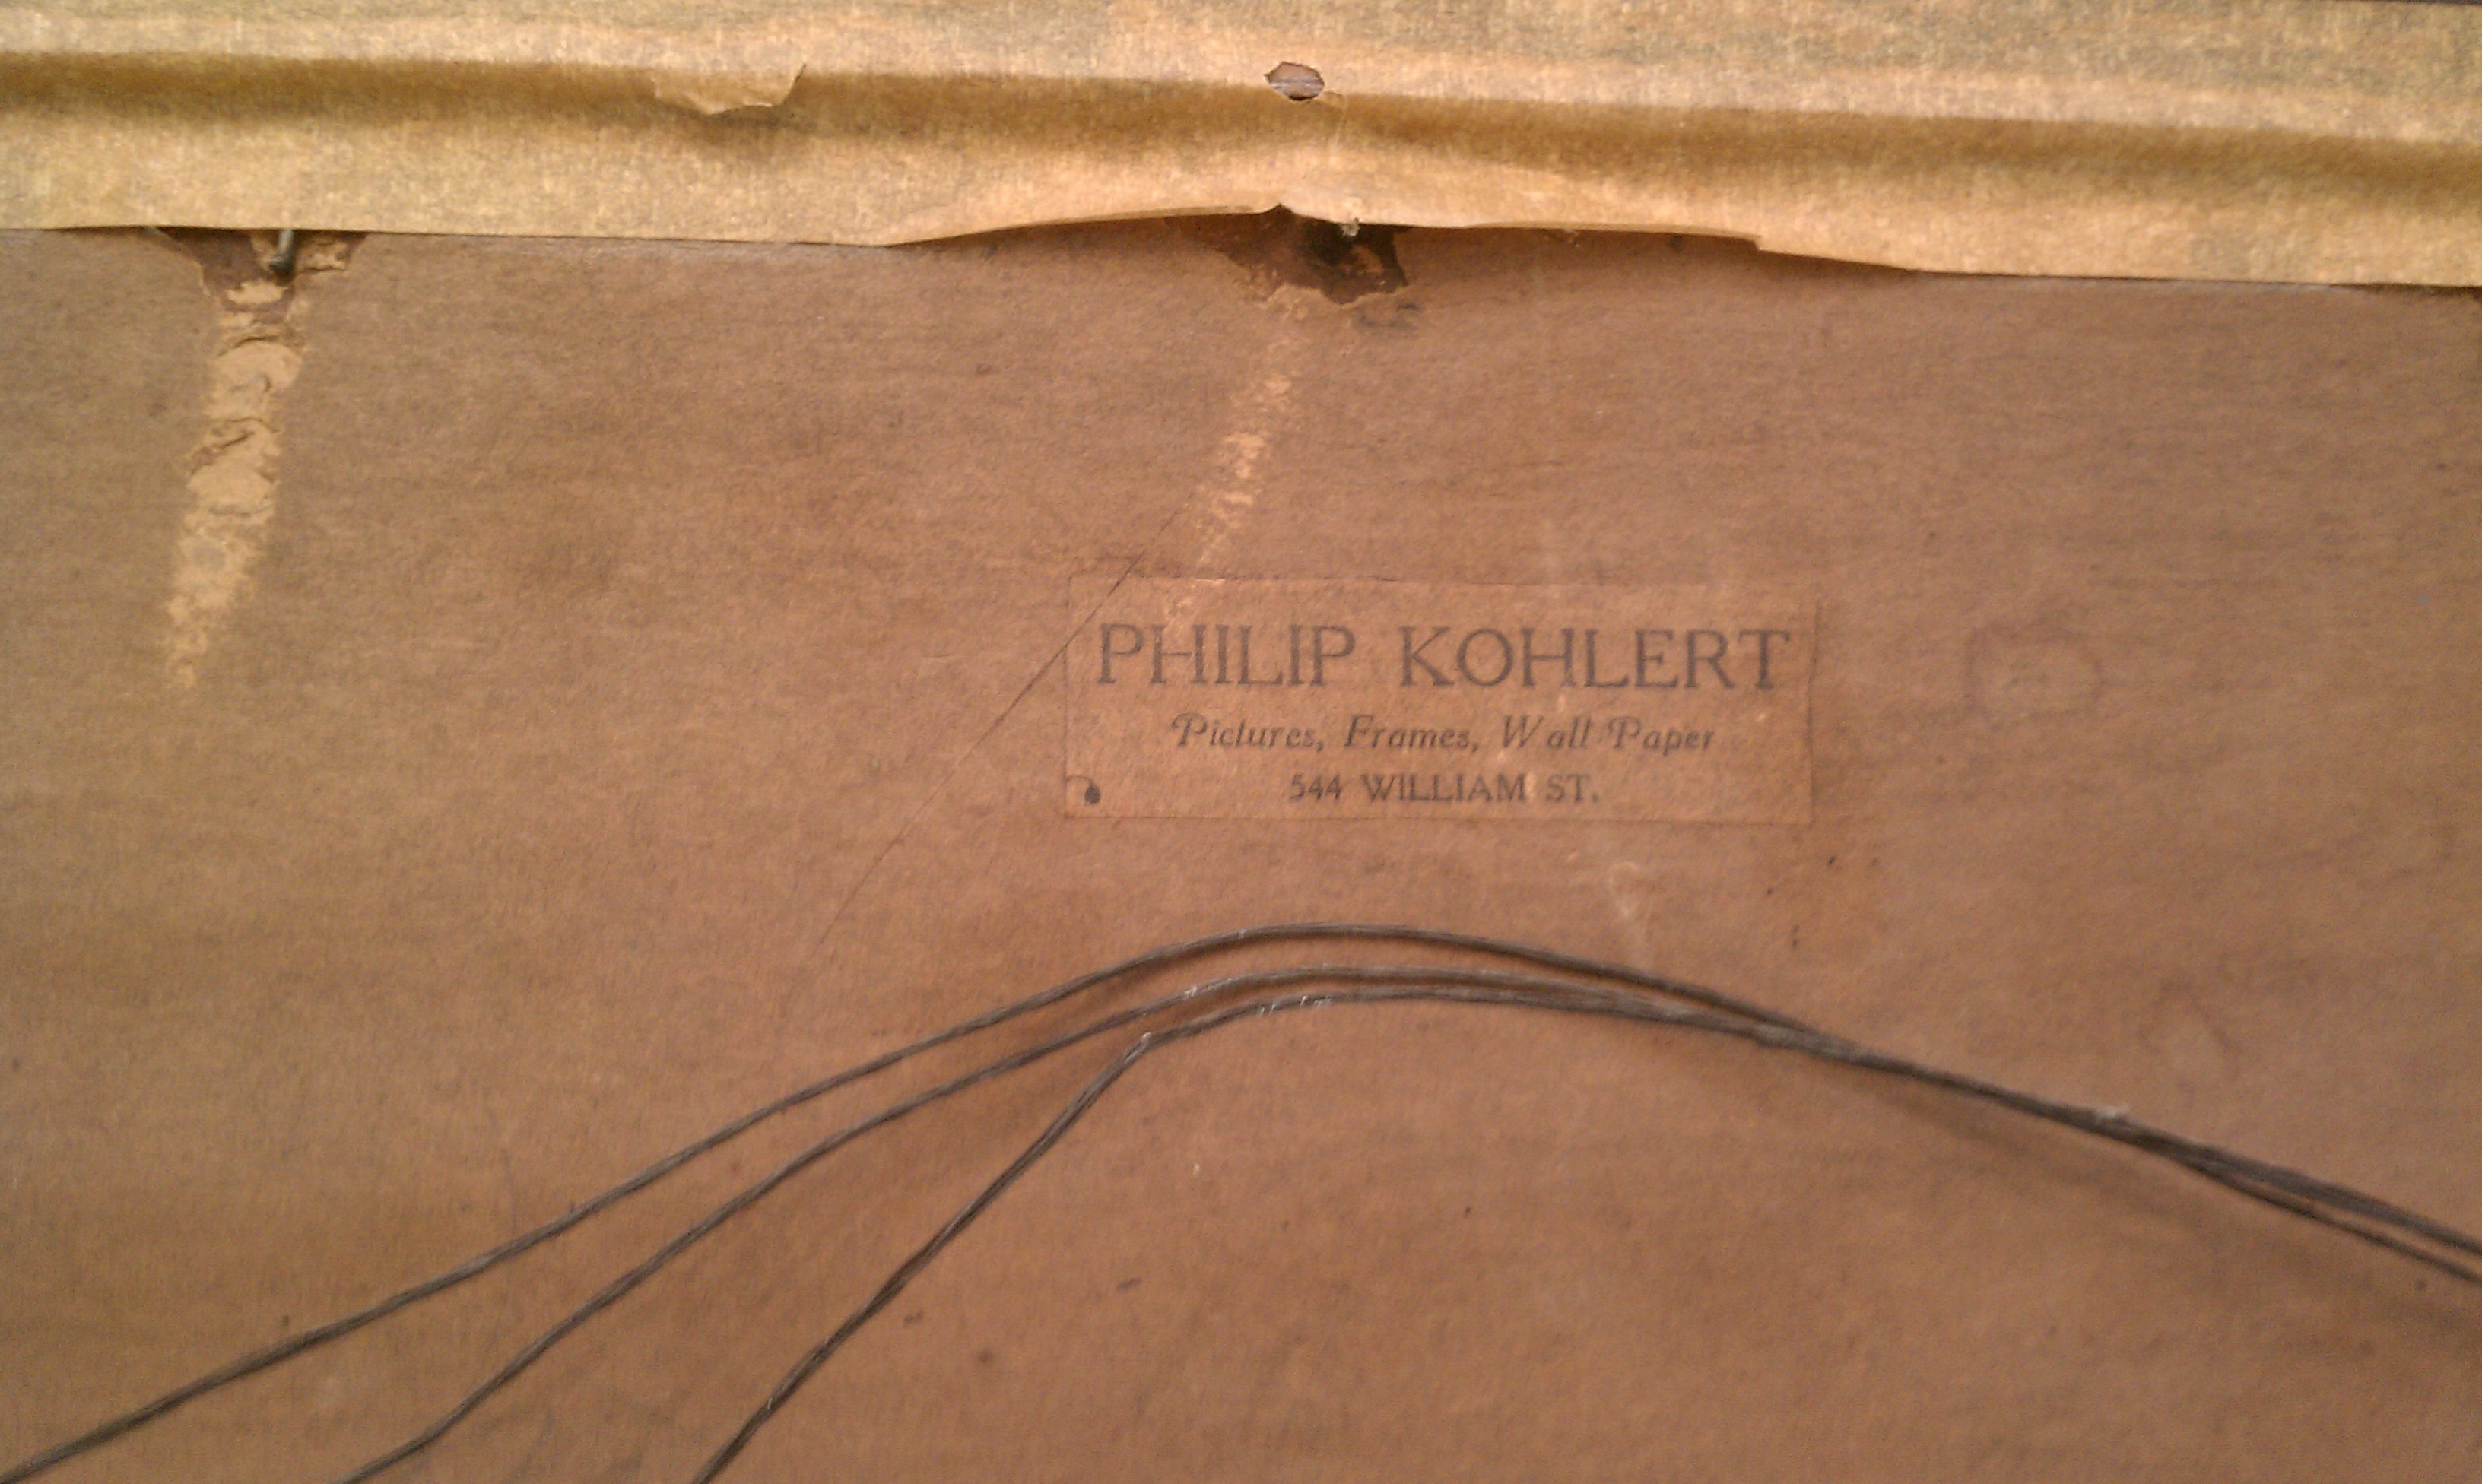 PHILIP KOHLERT
Pictures, Frames, Wall Paper
544 WILLIAM ST.